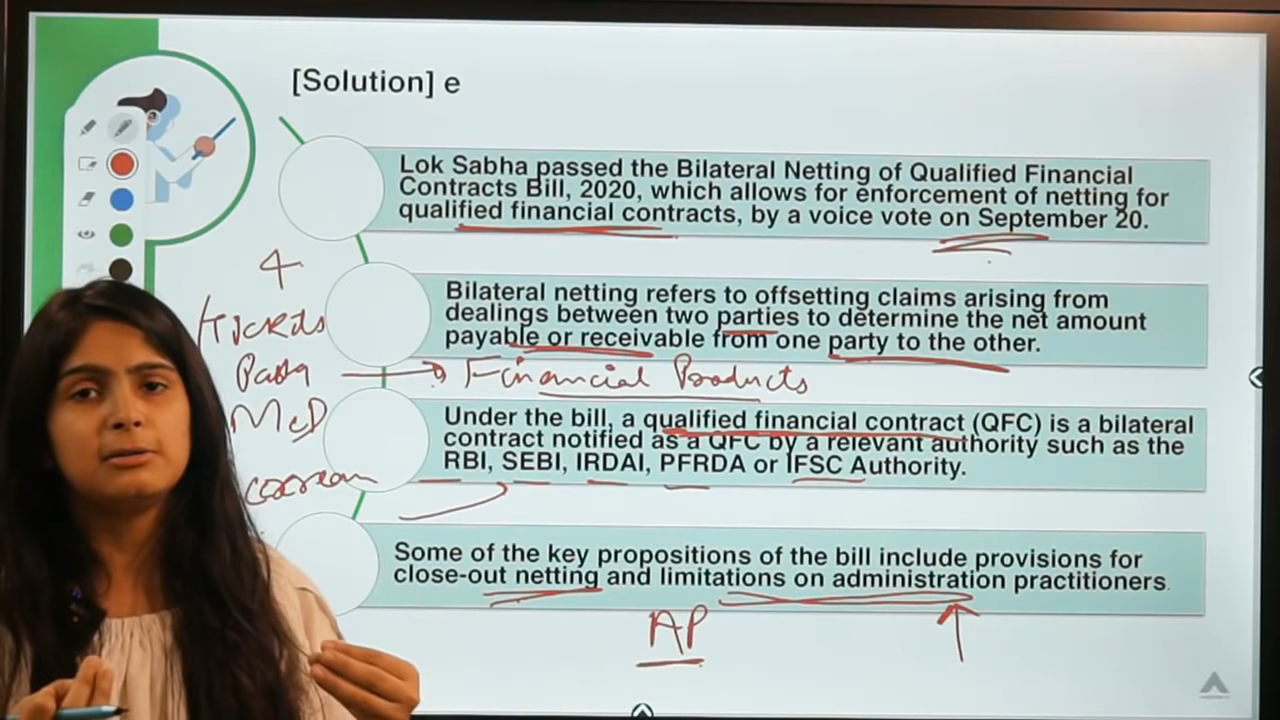 [Solution] e
Lok Sabha passed the Bilateral Netting of Qualified Financial
Contracts Bill, 2020, which allows for enforcement of netting for
qualified financial contracts, by a voice vote on September 20.
4
Tickets
Bilateral netting refers to offsetting claims arising from
dealings between two parties to determine the net amount
payable or receivable from one party to the other.
Financial Products
McD
Under the bill, a qualified financial contract (QFC) is a bilateral
contract notified as a QFC by a relevant authority such as the
RBI, SEBI, IRDAI, PFRDA or IFSC Authority.
Some of the key propositions of the bill include provisions for
close-out netting and limitations on administration practitioners.
AP